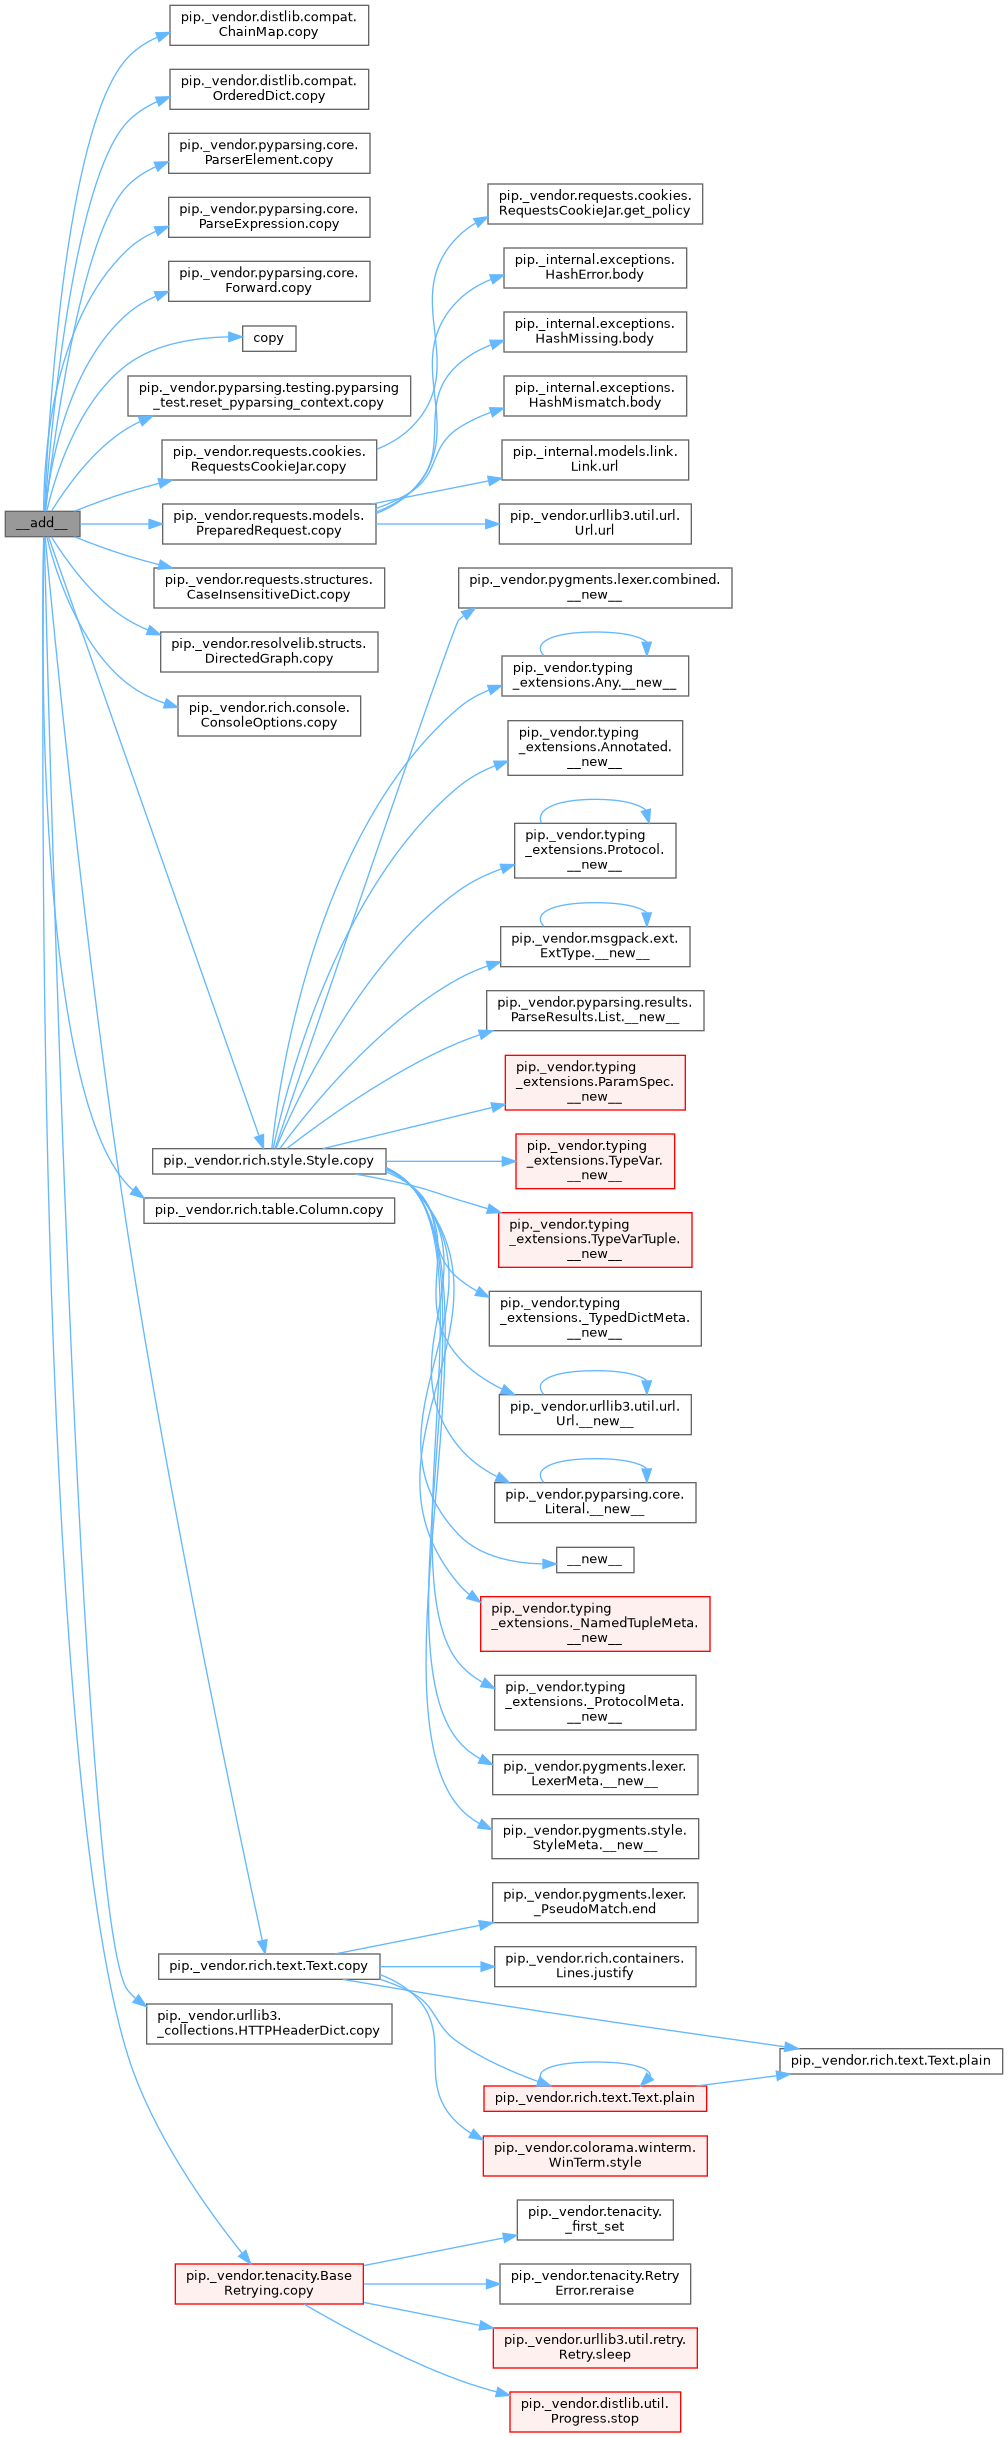 __add__
pip._vendor.distlib.compat.
ChainMap.copy
pip._vendor.distlib.compat.
OrderedDict.copy
pip._vendor.pyparsing.core.
ParserElement.copy
pip._vendor.pyparsing.core.
ParseExpression.copy
pip._vendor.pyparsing.core.
Forward.copy
copy
pip._vendor.pyparsing.testing.pyparsing
_test.reset_pyparsing_context.copy
pip._vendor.requests.cookies.
RequestsCookieJar.copy
pip._vendor.requests.models.
PreparedRequest.copy
pip._vendor.requests.structures.
CaseInsensitiveDict.copy
pip._vendor.resolvelib.structs.
DirectedGraph.copy
pip._vendor.rich.console.
ConsoleOptions.copy
pip._vendor.rich.style.Style.copy
pip._vendor.rich.table.Column.copy
pip._vendor.rich.text.Text.copy
pip._vendor.urllib3.
_collections.HTTPHeaderDict.copy
pip._vendor.tenacity.Base
Retrying.copy
pip._vendor.requests.cookies.
RequestsCookieJar.get_policy
pip._internal.exceptions.
HashError.body
pip._internal.exceptions.
HashMissing.body
pip._internal.exceptions.
HashMismatch.body
pip._internal.models.link.
Link.url
pip._vendor.urllib3.util.url.
Url.url
pip._vendor.pygments.lexer.combined.
__new__
pip._vendor.typing
_extensions.Any.__new__
pip._vendor.typing
_extensions.Annotated.
__new__
pip._vendor.typing
_extensions.Protocol.
__new__
pip._vendor.msgpack.ext.
ExtType.__new__
pip._vendor.pyparsing.results.
ParseResults.List.__new__
pip._vendor.typing
_extensions.ParamSpec.
__new__
pip._vendor.typing
_extensions.TypeVar.
__new__
pip._vendor.typing
_extensions.TypeVarTuple.
__new__
pip._vendor.typing
_extensions._TypedDictMeta.
__new__
pip._vendor.urllib3.util.url.
Url.__new__
pip._vendor.pyparsing.core.
Literal.__new__
__new__
pip._vendor.typing
_extensions._NamedTupleMeta.
__new__
pip._vendor.typing
_extensions._ProtocolMeta.
__new__
pip._vendor.pygments.lexer.
LexerMeta.__new__
pip._vendor.pygments.style.
StyleMeta.__new__
pip._vendor.pygments.lexer.
_PseudoMatch.end
pip._vendor.rich.containers.
Lines.justify
pip._vendor.rich.text.Text.plain
pip._vendor.rich.text.Text.plain
pip._vendor.colorama.winterm.
WinTerm.style
pip._vendor.tenacity.
_first_set
pip._vendor.tenacity.Retry
Error.reraise
pip._vendor.urllib3.util.retry.
Retry.sleep
pip._vendor.distlib.util.
Progress.stop